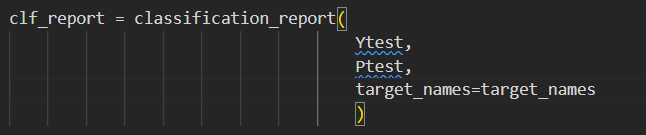 clf_report = classification_report(
Ytest,
Ptest,
target_names=target_names
)